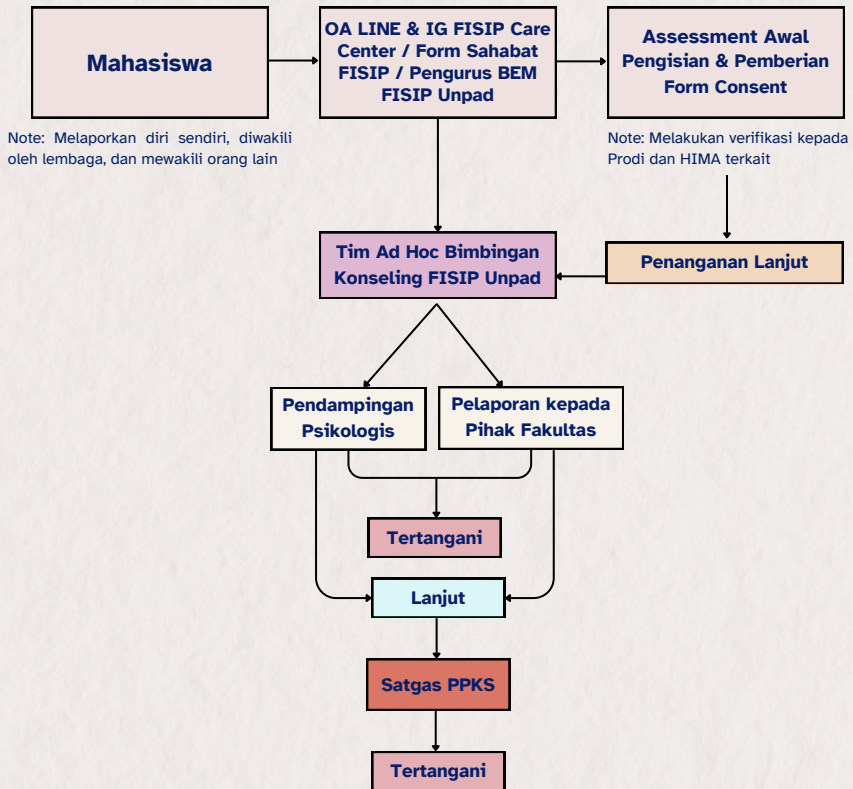 Mahasiswa
OA LINE & IG FISIP Care
Center / Form Sahabat
FISIP / Pengurus BEM
FISIP Unpad
Assessment Awal
Pengisian & Pemberian
Form Consent
Note: Melaporkan diri sendiri, diwakili
oleh lembaga, dan mewakili orang lain
Note: Melakukan verifikasi kepada
Prodi dan HIMA terkait
Tim Ad Hoc Bimbingan
Konseling FISIP Unpad
Penanganan Lanjut
Pendampingan
Psikologis
Pelaporan kepada
Pihak Fakultas
Tertangani
Lanjut
Satgas PPKS
Tertangani